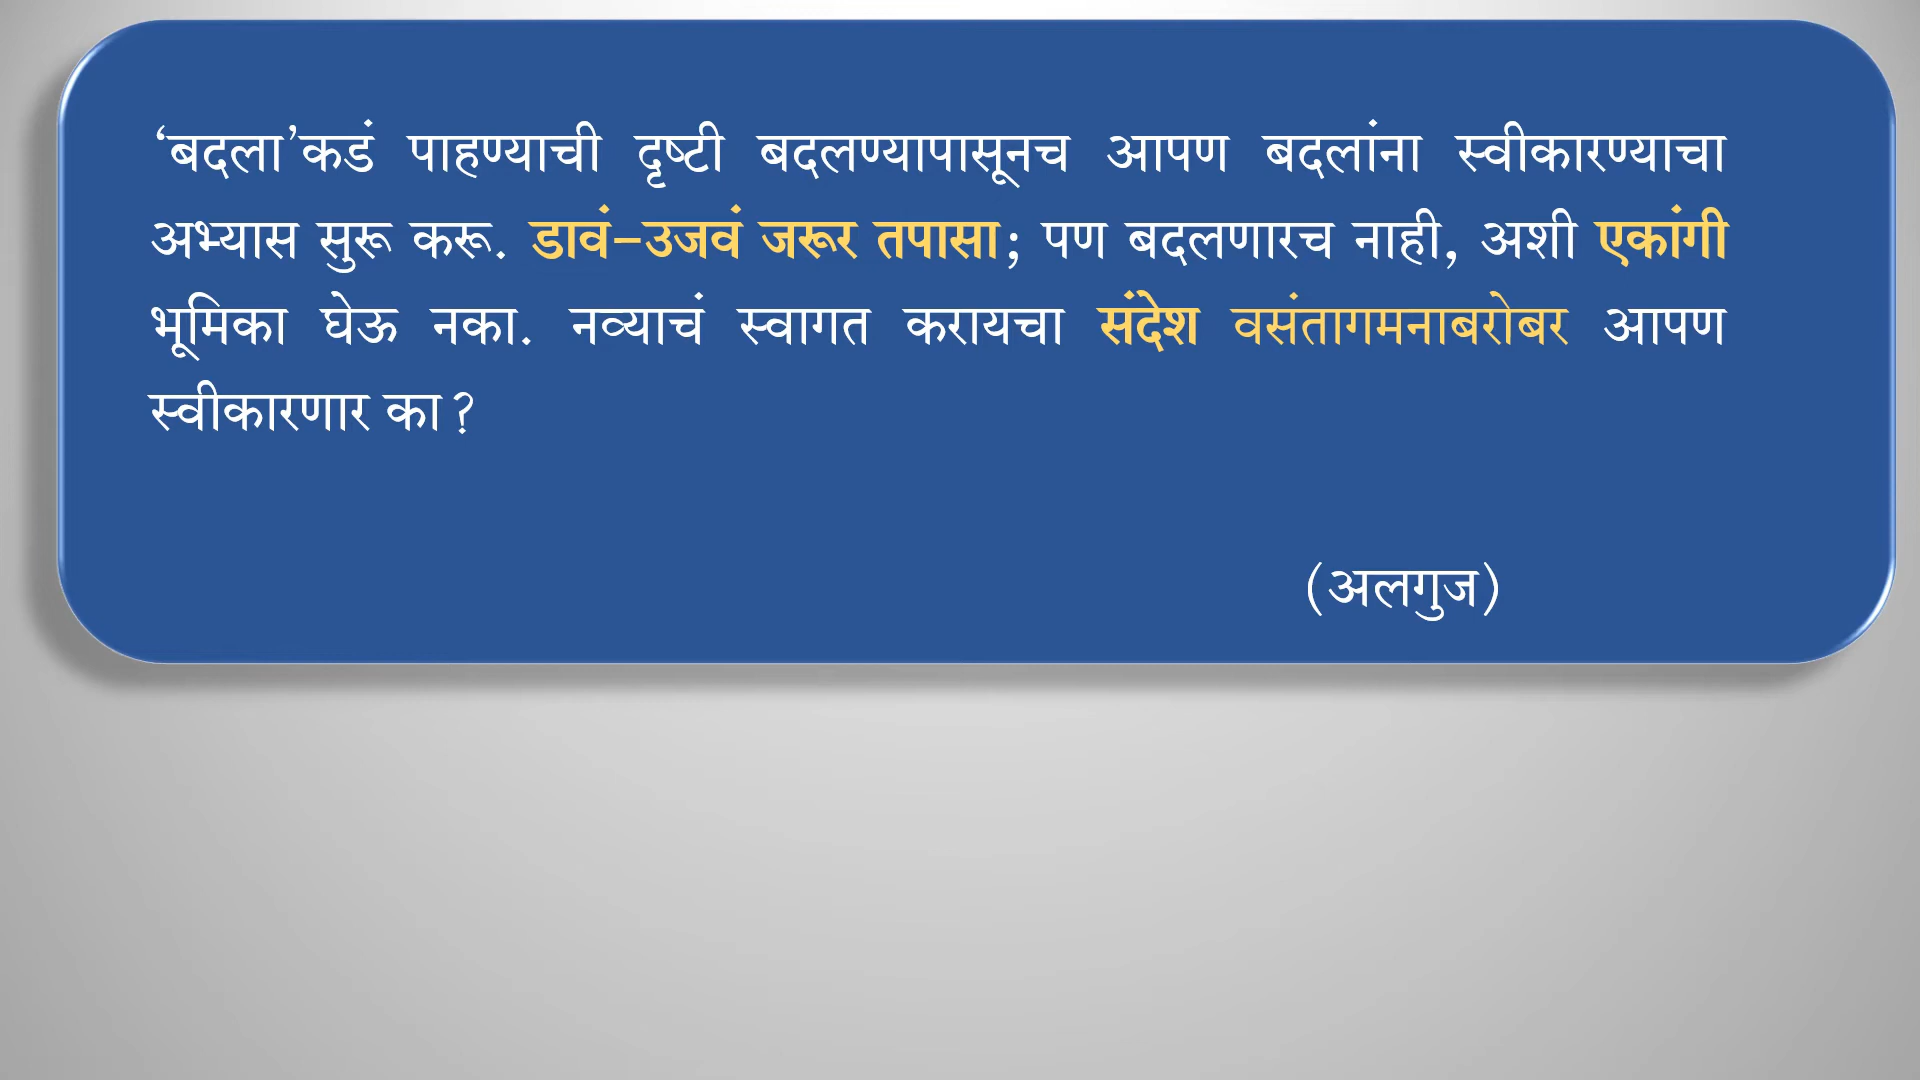 ‘बदला’कडं पाहण्याची दृष्टी बदलण्यापासूनच आपण बदलांना स्वीकारण्याचा
अभ्यास सुरू करू. डावं-उजवं जरूर तपासा; पण बदलणारच नाही, अशी एकांगी
भूमिका घेऊ नका. नव्याचं स्वागत करायचा संदेश वसंतागमनाबरोबर आपण
स्वीकारणार का?
(अलगुज)